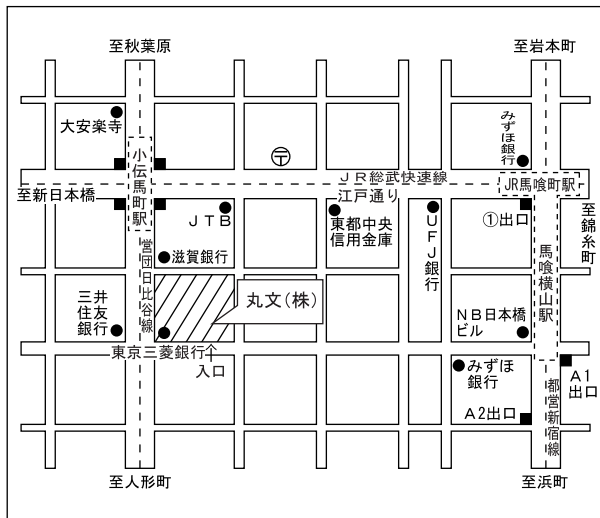 至秋葉原
至岩本町
大安楽寺
みずほ銀行
小伝馬町駅
〒
JR総武快速線
JR馬喰町駅
至新日本橋
江戸通り
至錦糸町
JTB
東都中央
信用金庫
UFJ銀行
①出口
馬喰横山駅
営団日比谷線
滋賀銀行
三井
住友
銀行
丸文(株)
NB日本橋
ビル
東京三菱銀行
入口
みずほ
銀行
A1
出口
A2出口
都営新宿線
至人形町
至浜町